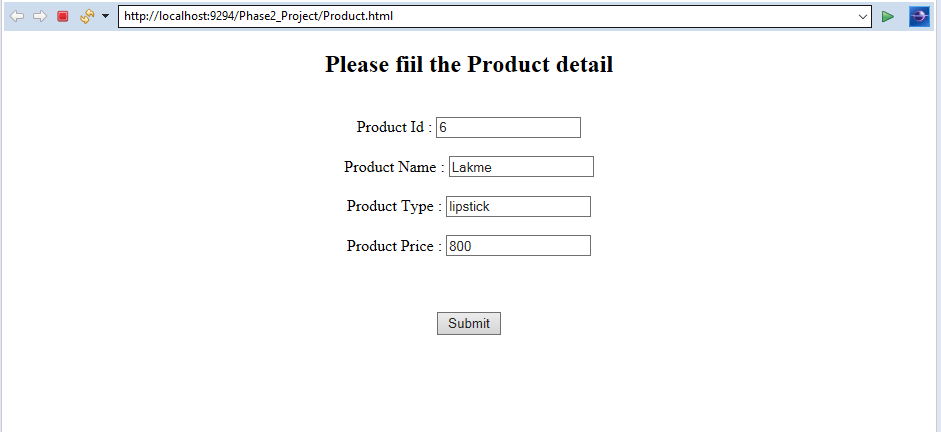 http://localhost:9294/Phase2_Project/Product.html
Please fiil the Product detail
Product Id : 6
Product Name : Lakme
Product Type : lipstick
Product Price : 800
Submit